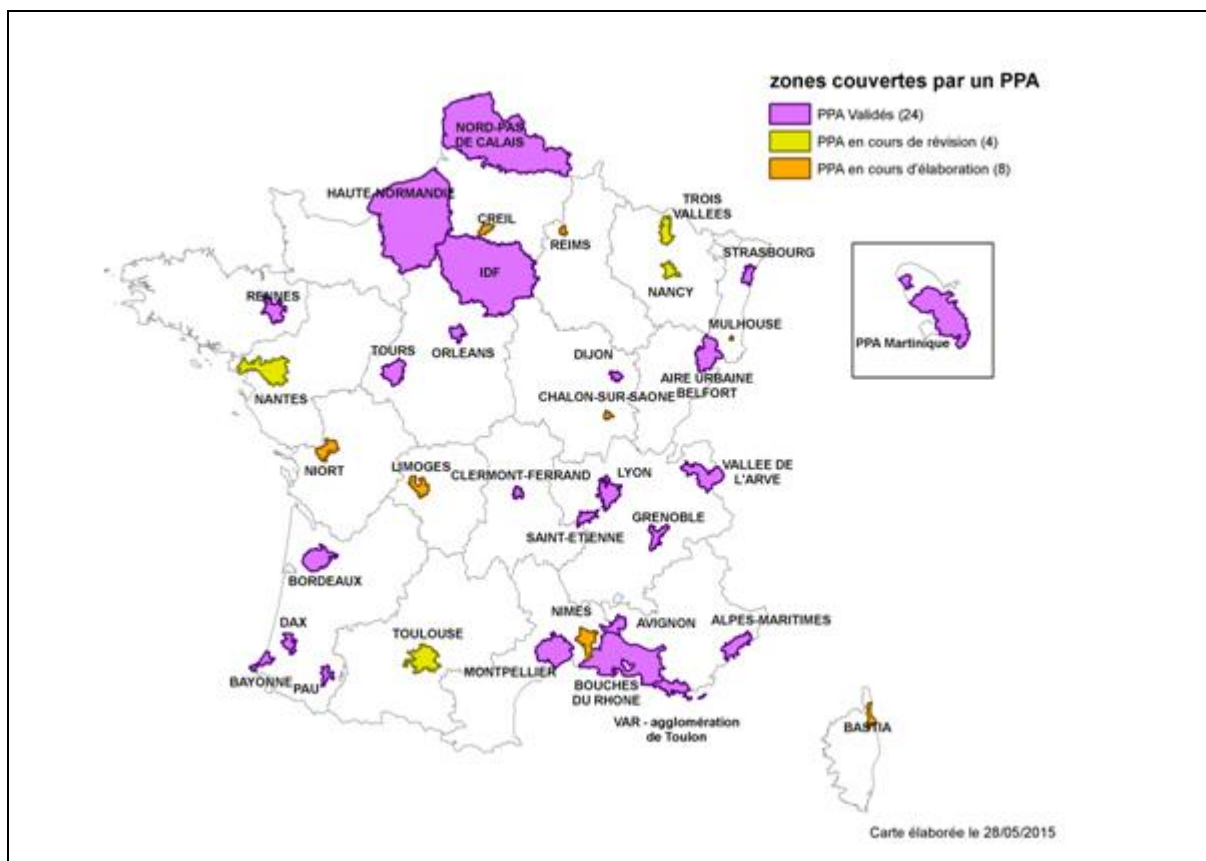 zones couvertes par un PPA
PPA Validés (24)
PPA en cours de révision (4)
PPA en cours d'élaboration (8)
NORD-PAS
DE CALAIS
HAUTE-NORMANDIE
CREIL
REIMS
TROIS
VALLEES
STRASBOURG
IDF
NANCY
RENNES
MULHOUSE
PPA Martinique
TOURS
ORLEANS
DIJON
AIRE URBAINE
BELFORT
NANTES
CHALON-SUR-SAONE
NIORT
LIMOGES
CLERMONT-FERRAND
LYON
VALLEE DE
L'ARVE
GRENOBLE
SAINT-ETIENNE
BORDEAUX
NIMES
DAX
TOULOUSE
AVIGNON
ALPES-MARITIMES
MONTPELLIER
BAYONNE
PAU
BOUCHES
DU RHONE
VAR - agglomération
de Toulon
BASTIA
Carte élaborée le 28/05/2015